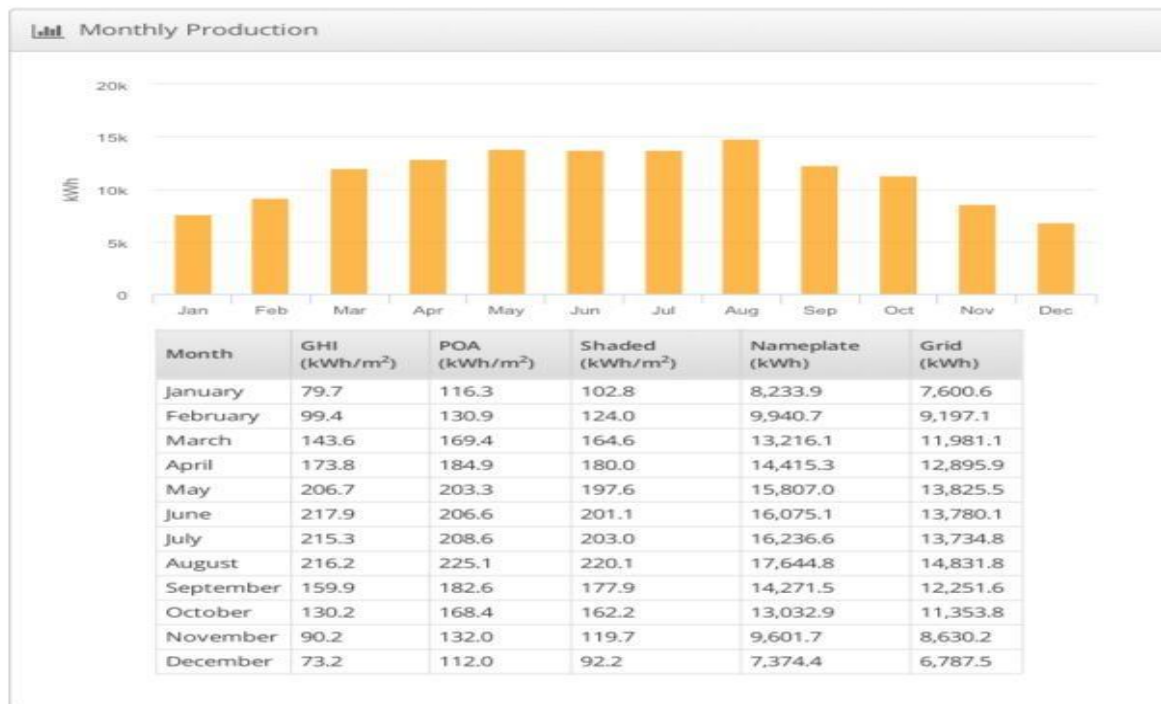 Monthly Production
20k
15k
10k
5k
0
kWh
Jan Feb Mar Apr May Jun Jul Aug Sep Oct Nov Dec
Month GHI (kWh/m²) POA (kWh/m²) Shaded (kWh/m²) Nameplate (kWh) Grid (kWh)
January 79.7 116.3 102.8 8,233.9 7,600.6
February 99.4 130.9 124.0 9,940.7 9,197.1
March 143.6 169.4 164.6 13,216.1 11,981.1
April 173.8 184.9 180.0 14,415.3 12,895.9
May 206.7 203.3 197.6 15,807.0 13,825.5
June 217.9 206.6 201.1 16,075.1 13,780.1
July 215.3 208.6 203.0 16,236.6 13,734.8
August 216.2 225.1 220.1 17,644.8 14,831.8
September 159.9 182.6 177.9 14,271.5 12,251.6
October 130.2 168.4 162.2 13,032.9 11,353.8
November 90.2 132.0 119.7 9,601.7 8,630.2
December 73.2 112.0 92.2 7,374.4 6,787.5